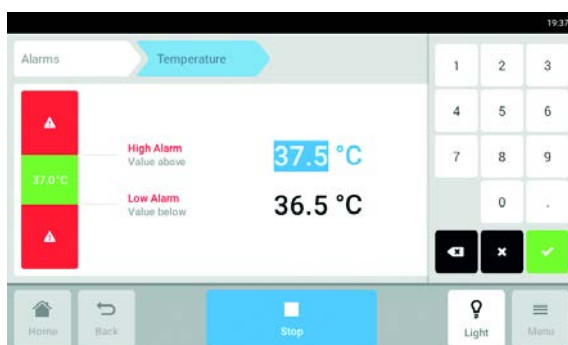 19:37
Alarms
Temperature
37.0°C
High Alarm
Value above
37.5 °C
Low Alarm
Value below
36.5 °C
1 2 3
4 5 6
7 8 9
0 .
Home
Back
Stop
Light
Menu